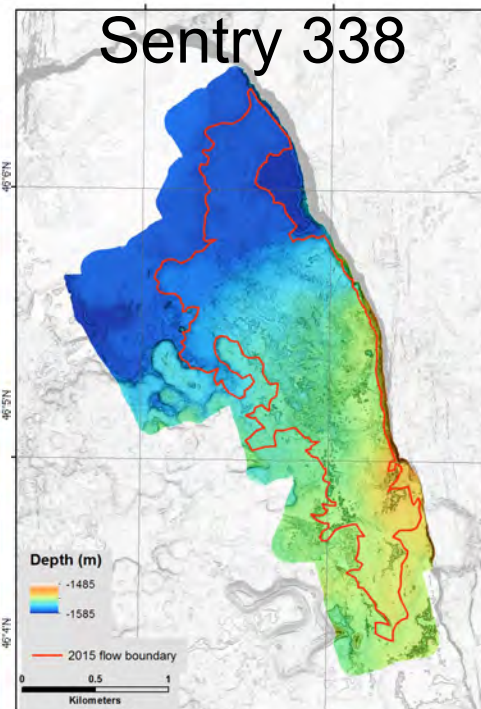 Sentry 338
46°6'N
46°5'N
46°4'N
Depth (m)
-1485
-1585
2015 flow boundary
0 0.5 1
Kilometers